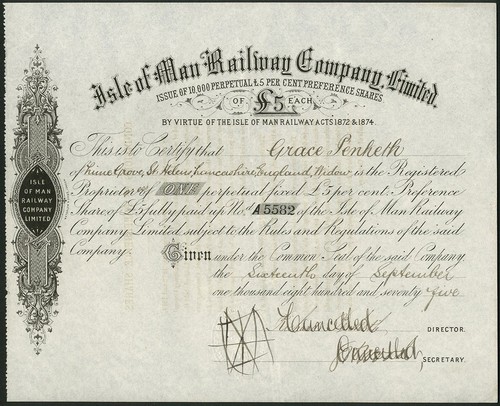 Isle of Man Railway Company, Limited.
ISSUE OF 10,000 PERPETUAL £5 PER CENT PREFERENCE SHARES
OF £5 EACH
BY VIRTUE OF THE ISLE OF MAN RAILWAY ACTS 1872 & 1874.
This is to Certify that Grace Penketh
of Grove, St Helens, Lancashire, England, Widow is the Registered
Proprietor of ONE perpetual fixed £5 per cent. Preference
Share of £5 fully paid up No. A5582 of the Isle of Man Railway
Company Limited subject to the Rules and Regulations of the said
Company.
Given under the Common Seal of the said Company,
the Sixteenth day of September
one thousand eight hundred and seventy five
Cancelled DIRECTOR.
Cancelled, SECRETARY.
ISLE
OF MAN
RAILWAY
COMPANY
LIMITED